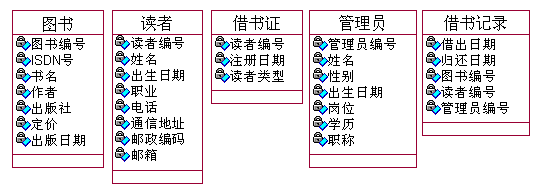 图书
图书编号
ISDN号
书名
作者
出版社
定价
出版日期
读者
读者编号
姓名
出生日期
职业
电话
通信地址
邮政编码
邮箱
借书证
读者编号
注册日期
读者类型
管理员
管理员编号
姓名
性别
出生日期
岗位
学历
职称
借书记录
借出日期
归还日期
图书编号
读者编号
管理员编号